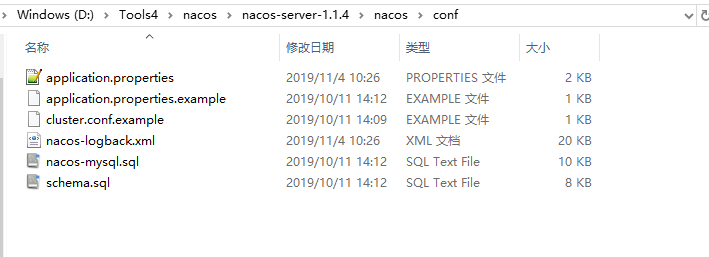 Windows (D:) › Tools4 › nacos › nacos-server-1.1.4 › nacos › conf
名称 修改日期 类型 大小
application.properties 2019/11/4 10:26 PROPERTIES 文件 2 KB
application.properties.example 2019/10/11 14:12 EXAMPLE 文件 1 KB
cluster.conf.example 2019/10/11 14:09 EXAMPLE 文件 1 KB
nacos-logback.xml 2019/11/4 10:26 XML 文档 20 KB
nacos-mysql.sql 2019/10/11 14:12 SQL Text File 10 KB
schema.sql 2019/10/11 14:12 SQL Text File 8 KB